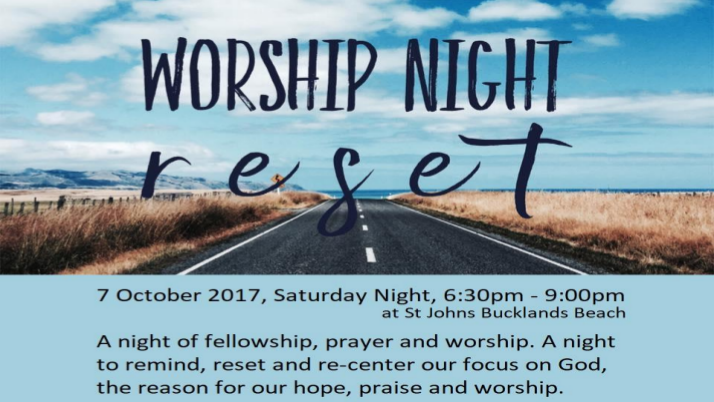 WORSHIP NIGHT
reset
7 October 2017, Saturday Night, 6:30pm - 9:00pm
at St Johns Bucklands Beach
A night of fellowship, prayer and worship. A night
to remind, reset and re-center our focus on God,
the reason for our hope, praise and worship.